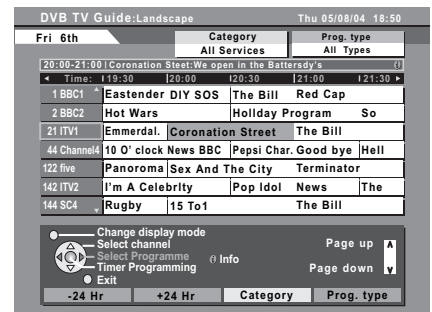 DVB TV Guide:Landscape Thu 05/08/04 18:50
Fri 6th Category Prog. type
All Services All Types
20:00-21:00 Coronation Steet:We open in the Battersdy's
Time: 19:30 20:00 20:30 21:00 21:30
1 BBC1 Eastender DIY SOS The Bill Red Cap
2 BBC2 Hot Wars Hollday Program So
21 ITV1 Emmerdal. Coronation Street The Bill
44 Channel4 10 O' clock News BBC Pepsi Char. Good bye Hell
122 five Panoroma Sex And The City Terminator
142 ITV2 I'm A Celebrlty Pop Idol News The
144 SC4 Rugby 15 To1 The Bill
Change display mode
Select channel Page up
Select Programme Info
Timer Programming Page down
Exit
-24 Hr +24 Hr Category Prog. type